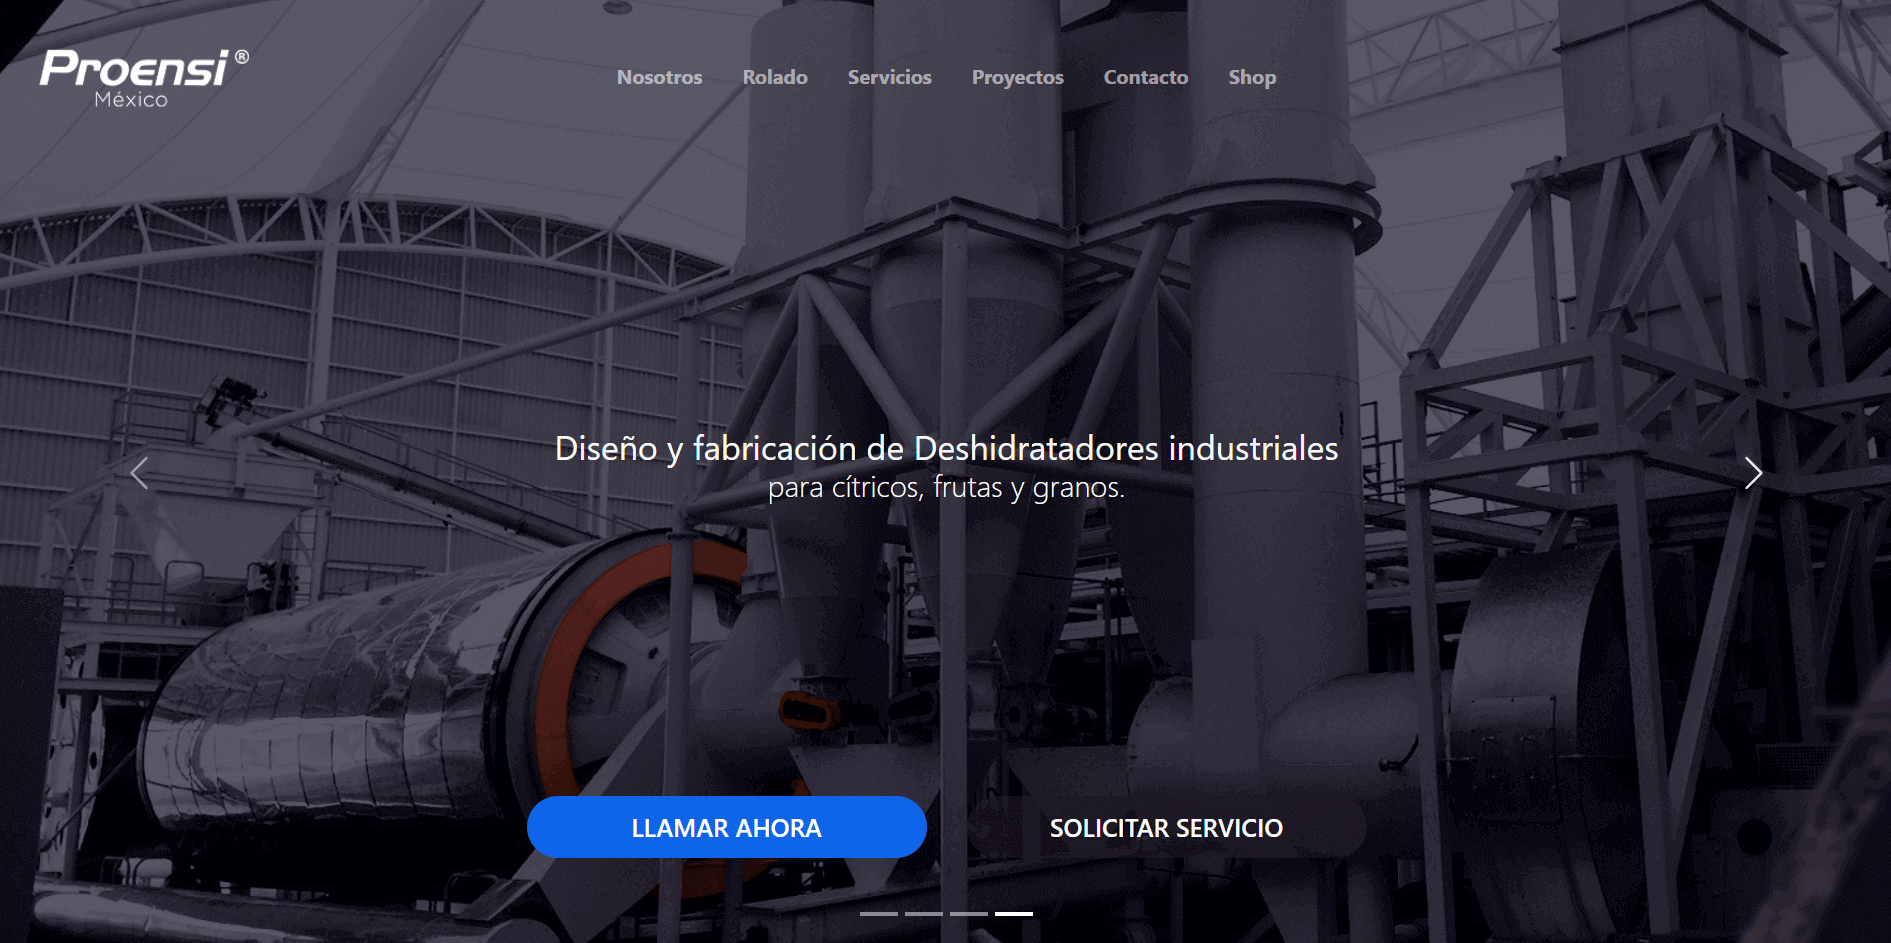 Proensi®
México
Nosotros Rolado Servicios Proyectos Contacto Shop
Diseño y fabricación de Deshidratadores industriales
para cítricos, frutas y granos.
LLAMAR AHORA SOLICITAR SERVICIO